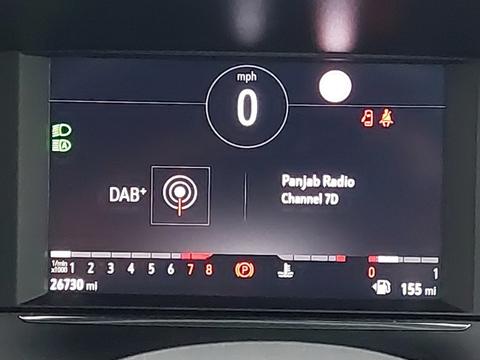 mph
0
DAB+
Panjab Radio
Channel 7D
1/min
x1000 1 2 3 4 5 6 7 8 (P) 0 1
26730 mi 155 mi